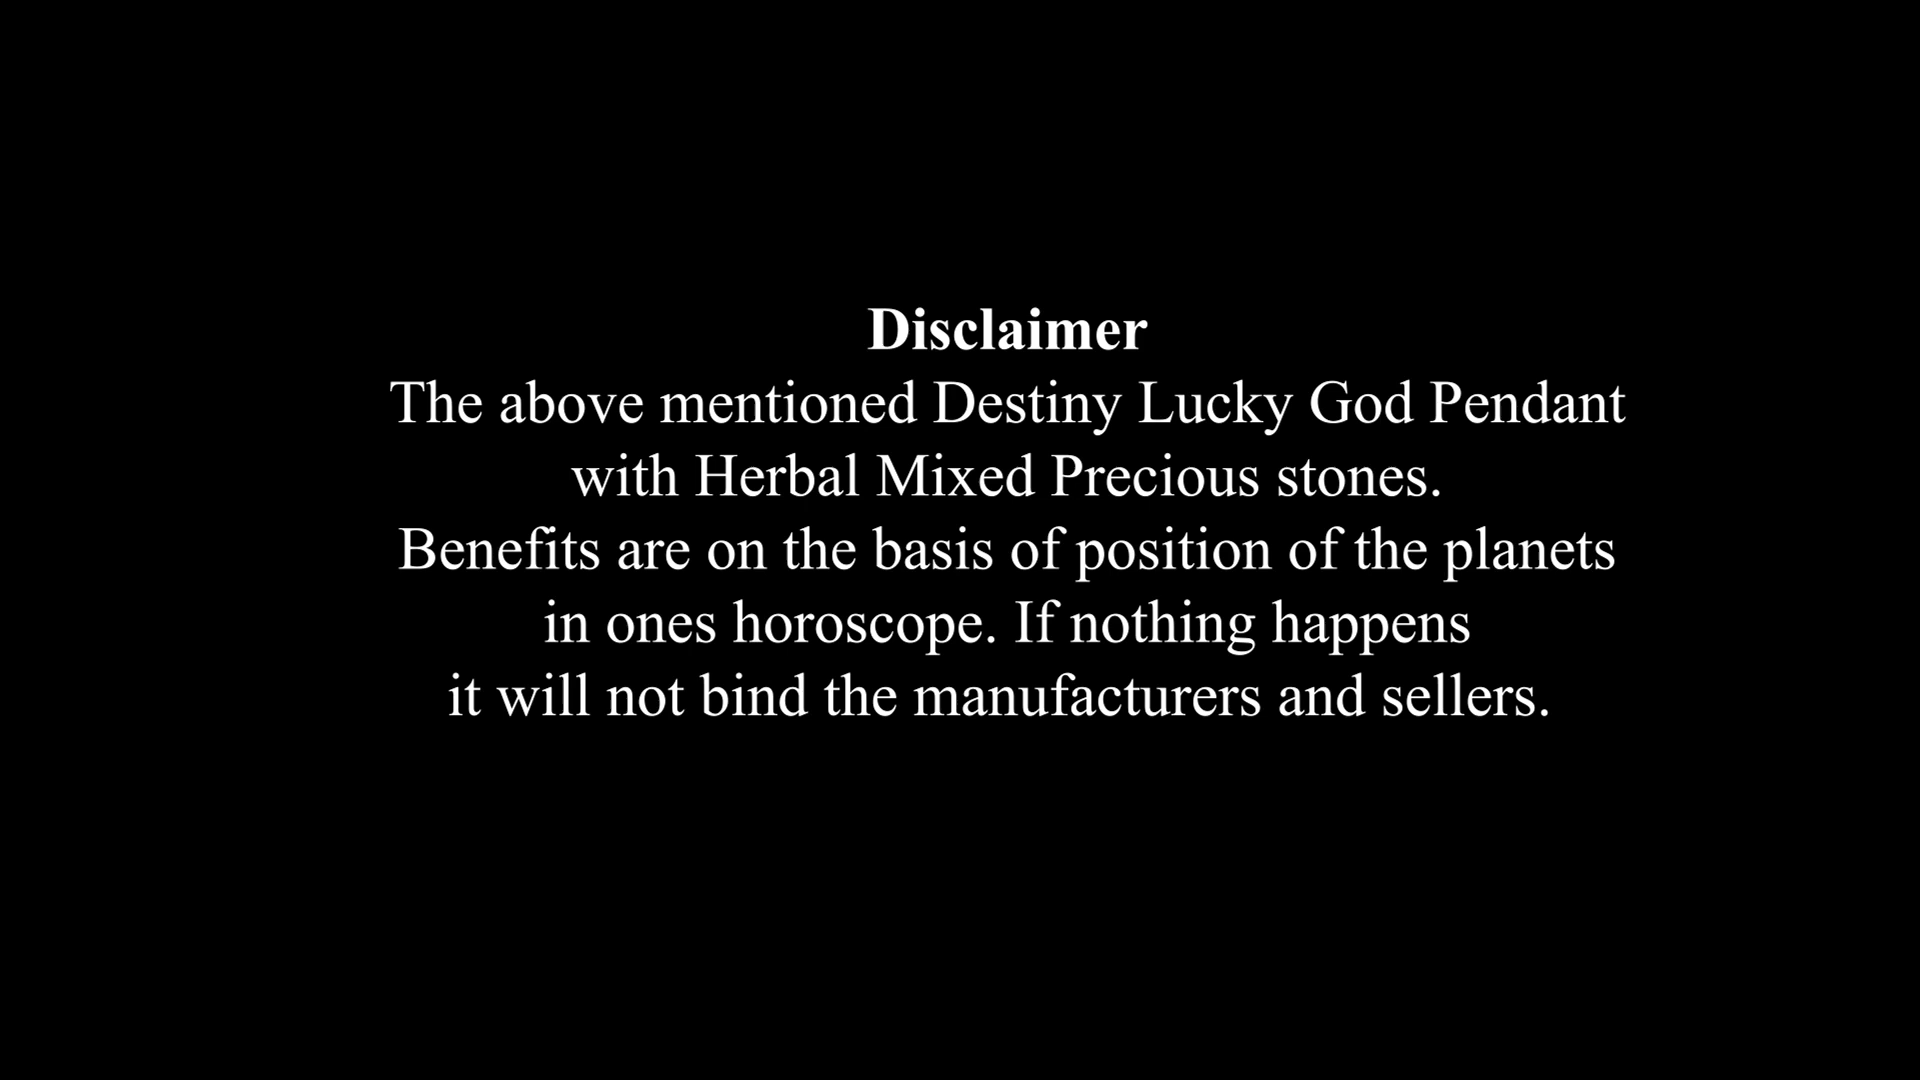 Disclaimer
The above mentioned Destiny Lucky God Pendant
with Herbal Mixed Precious stones.
Benefits are on the basis of position of the planets
in ones horoscope. If nothing happens
it will not bind the manufacturers and sellers.